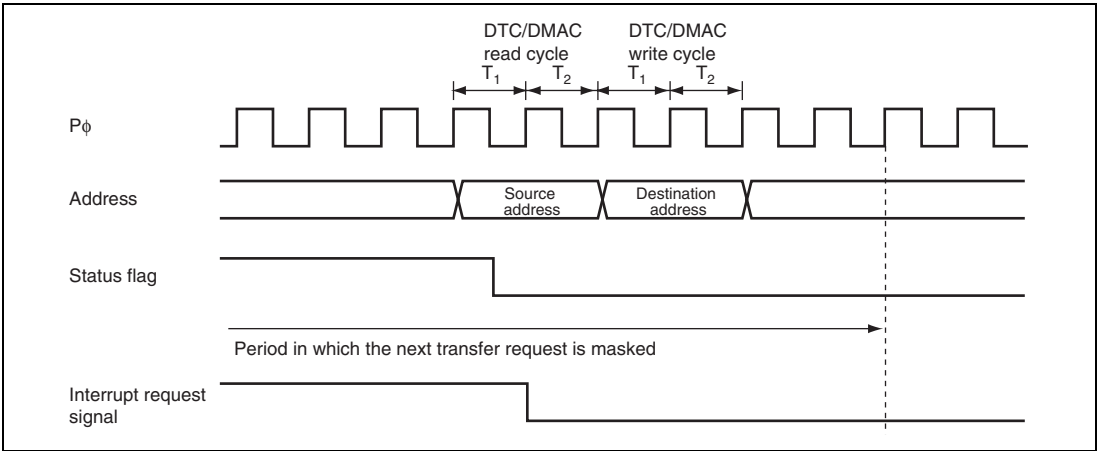 DTC/DMAC DTC/DMAC
read cycle write cycle
T1 T2 T1 T2
Pϕ
Address
Source
address
Destination
address
Status flag
Period in which the next transfer request is masked
Interrupt request
signal